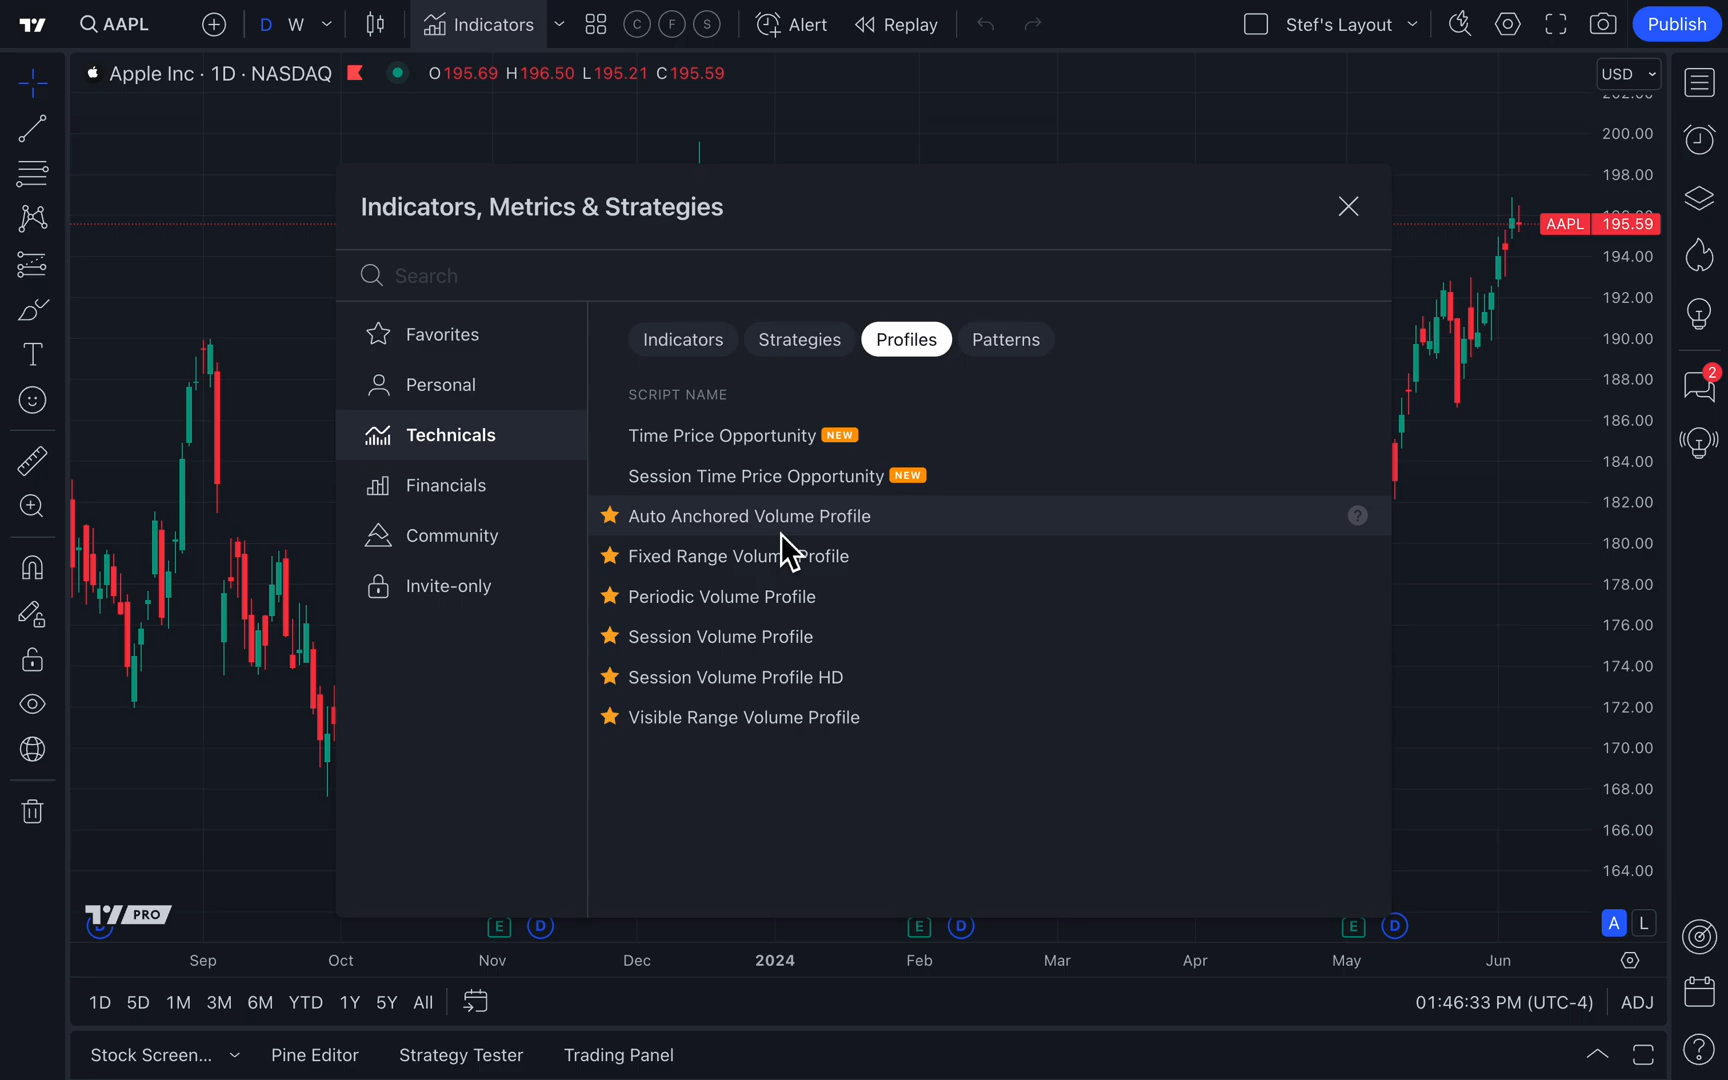 AAPL
D W
Indicators
C F S
Alert
Replay
Stef's Layout
Publish
Apple Inc · 1D · NASDAQ
O195.69 H196.50 L195.21 C195.59
USD
200.00
198.00
AAPL 195.59
194.00
192.00
190.00
188.00
186.00
184.00
182.00
180.00
178.00
176.00
174.00
172.00
170.00
168.00
166.00
164.00
2
Indicators, Metrics & Strategies
Search
Favorites
Personal
Technicals
Financials
Community
Invite-only
Indicators
Strategies
Profiles
Patterns
SCRIPT NAME
Time Price Opportunity NEW
Session Time Price Opportunity NEW
Auto Anchored Volume Profile
?
Fixed Range Volum Profile
Periodic Volume Profile
Session Volume Profile
Session Volume Profile HD
Visible Range Volume Profile
PRO
D
E D
E D
E D
A L
Sep
Oct
Nov
Dec
2024
Feb
Mar
Apr
May
Jun
1D 5D 1M 3M 6M YTD 1Y 5Y All
01:46:33 PM (UTC-4)
ADJ
Stock Screen...
Pine Editor
Strategy Tester
Trading Panel
?